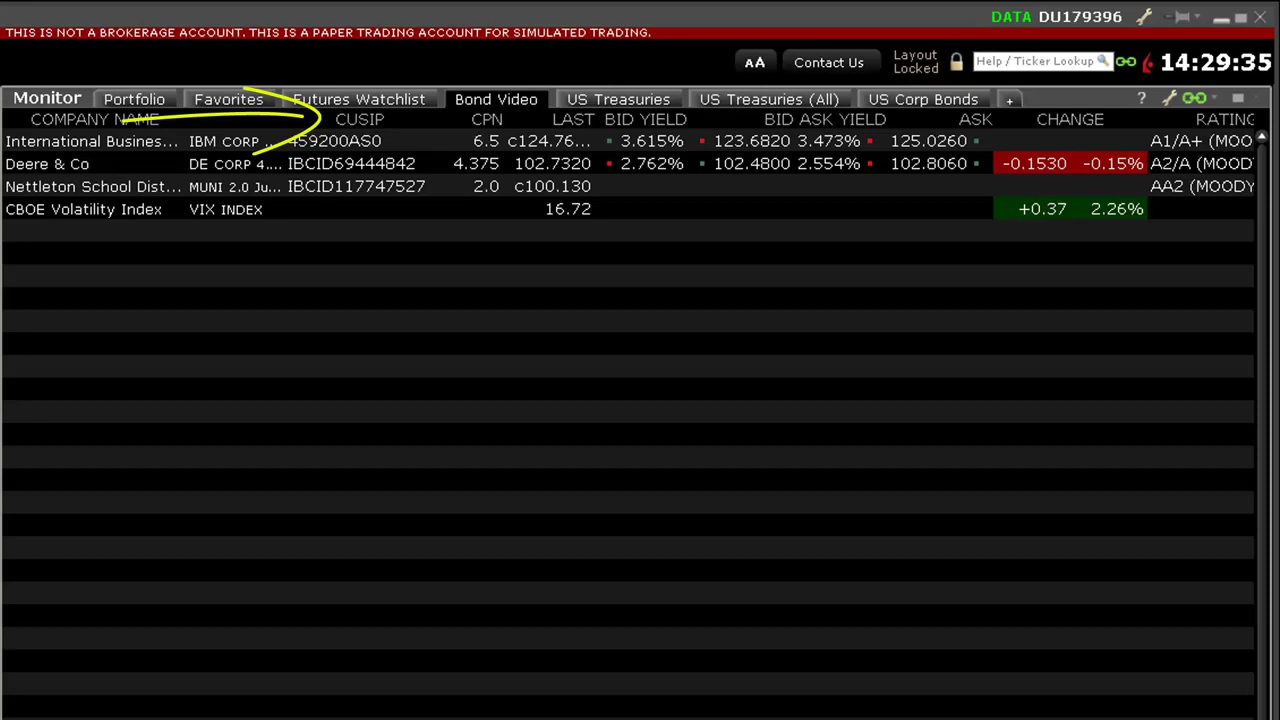 DATA DU179396
THIS IS NOT A BROKERAGE ACCOUNT. THIS IS A PAPER TRADING ACCOUNT FOR SIMULATED TRADING.
aA Contact Us Layout Locked Help / Ticker Lookup 14:29:35
Monitor Portfolio Favorites Futures Watchlist Bond Video US Treasuries US Treasuries (All) US Corp Bonds + ?
COMPANY NAME CUSIP CPN LAST BID YIELD BID ASK YIELD ASK CHANGE RATING
International Busines... IBM CORP ... 459200AS0 6.5 c124.76... 3.615% 123.6820 3.473% 125.0260 A1/A+ (MOO
Deere & Co DE CORP 4.... IBCID69444842 4.375 102.7320 2.762% 102.4800 2.554% 102.8060 -0.1530 -0.15% A2/A (MOOD
Nettleton School Dist... MUNI 2.0 Ju... IBCID117747527 2.0 c100.130 AA2 (MOODY
CBOE Volatility Index VIX INDEX 16.72 +0.37 2.26%